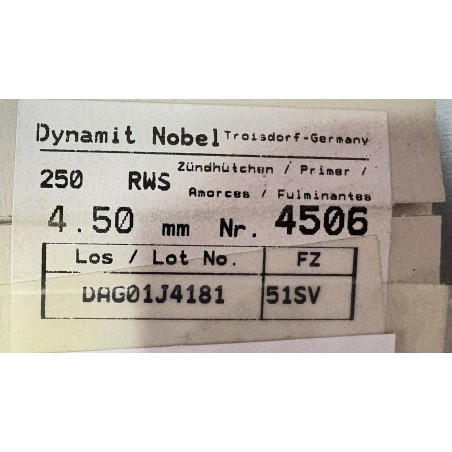 Dynamit Nobel Troisdorf-Germany
250 RWS Zündhütchen / Primer /
Amorces / Fulminantes
4.50 mm Nr. 4506
Los / Lot No. FZ
DAG01J4181 51SV